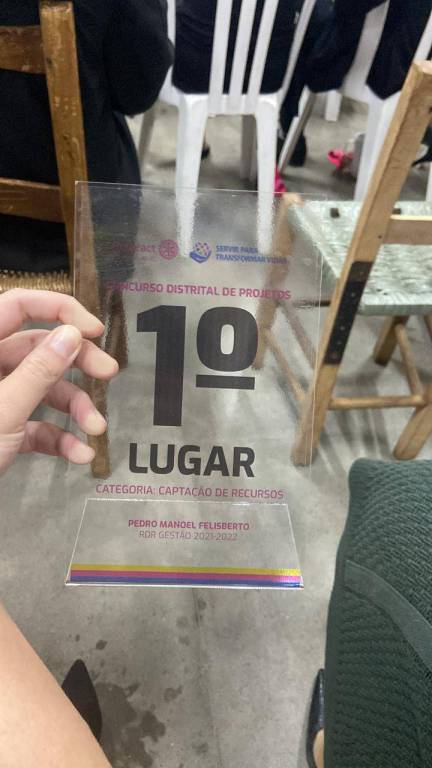 SERVIR PARA
TRANSFORMAR VIDAS
CONCURSO DISTRITAL DE PROJETOS
1º
LUGAR
CATEGORIA: CAPTAÇÃO DE RECURSOS
PEDRO MANOEL FELISBERTO
RDR GESTÃO 2021-2022